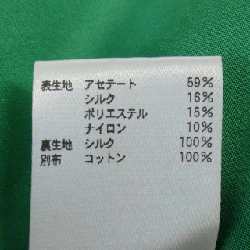 表生地 アセテート 59%
シルク 16%
ポリエステル 15%
ナイロン 10%
裏生地 シルク 100%
別布 コットン 100%